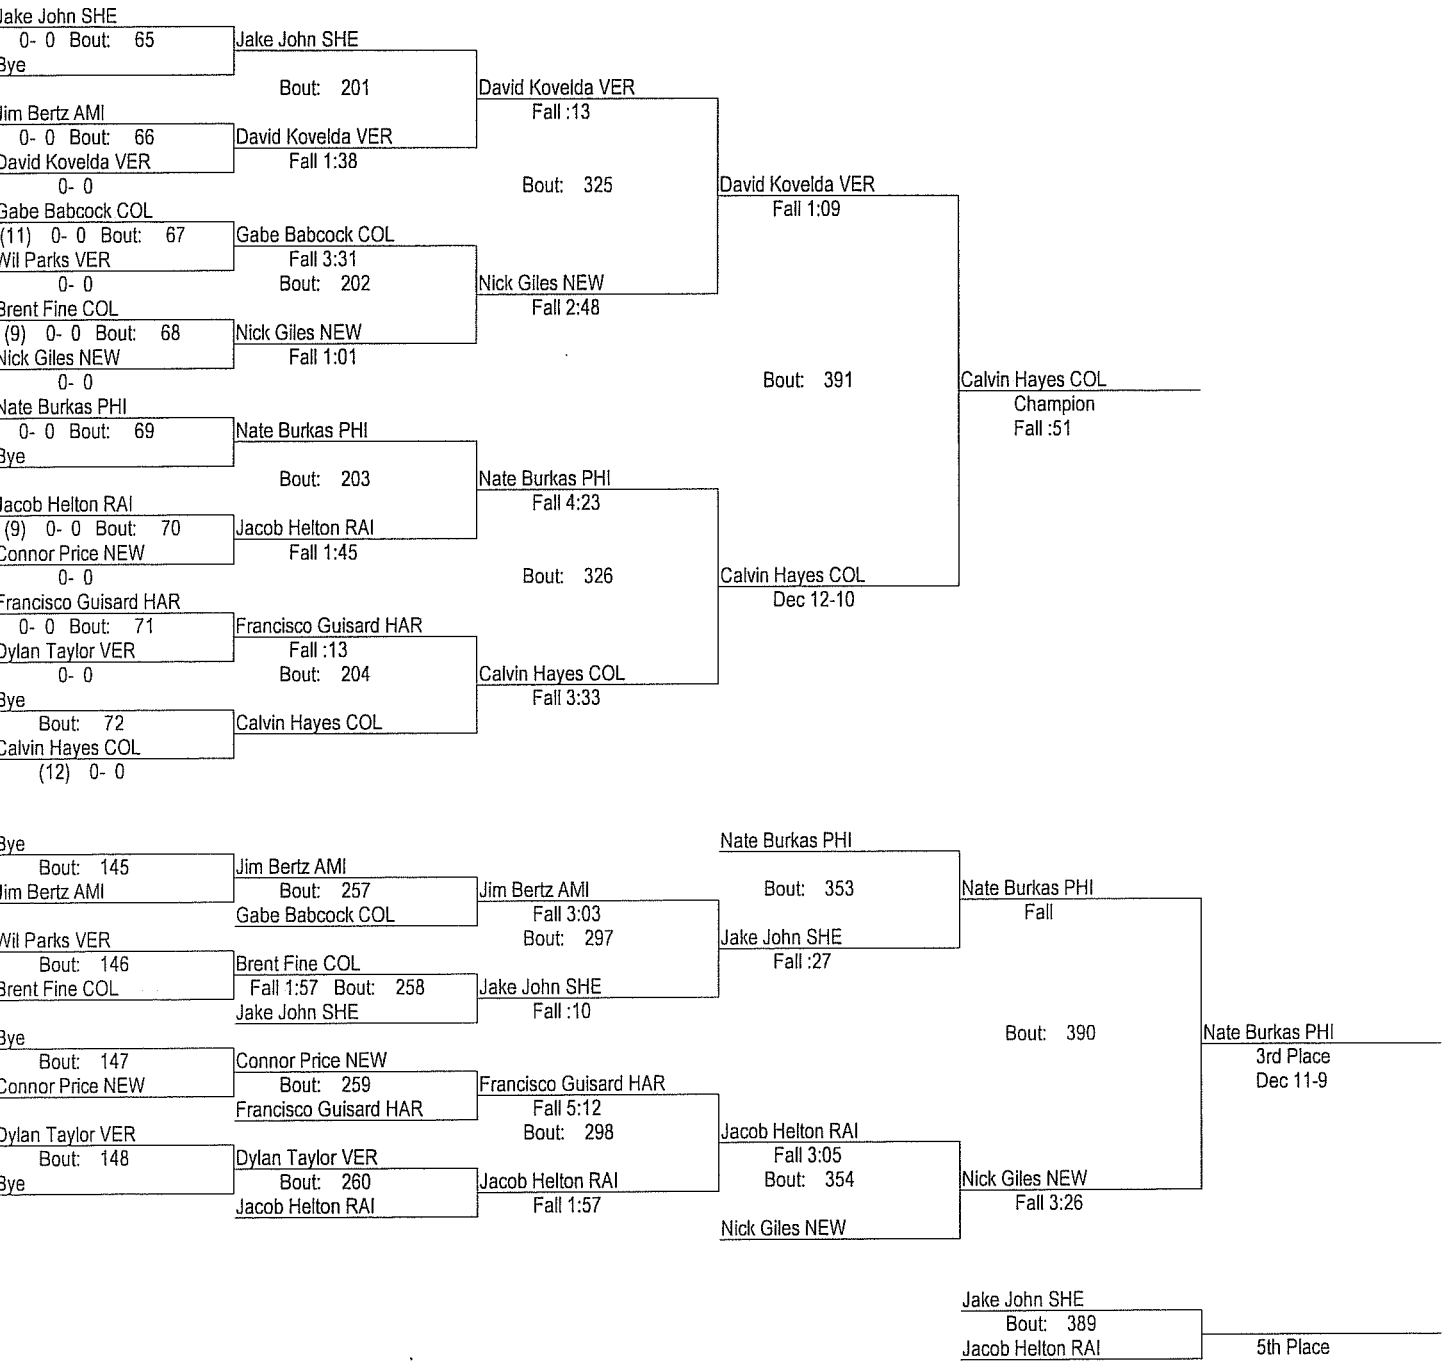 Jake John SHE
0- 0 Bout: 65
Bye
Jim Bertz AMI
0- 0 Bout: 66
David Kovelda VER
0- 0
Gabe Babcock COL
(11) 0- 0 Bout: 67
Wil Parks VER
0- 0
Brent Fine COL
(9) 0- 0 Bout: 68
Nick Giles NEW
0- 0
Nate Burkas PHI
0- 0 Bout: 69
Bye
Jacob Helton RAI
(9) 0- 0 Bout: 70
Connor Price NEW
0- 0
Francisco Guisard HAR
0- 0 Bout: 71
Dylan Taylor VER
0- 0
Bye
Bout: 72
Calvin Hayes COL
(12) 0- 0
Jake John SHE
Bout: 201
David Kovelda VER
Fall 1:38
Gabe Babcock COL
Fall 3:31
Bout: 202
Nick Giles NEW
Fall 1:01
Nate Burkas PHI
Bout: 203
Jacob Helton RAI
Fall 1:45
Francisco Guisard HAR
Fall :13
Bout: 204
Calvin Hayes COL
David Kovelda VER
Fall :13
Bout: 325
Nick Giles NEW
Fall 2:48
Nate Burkas PHI
Fall 4:23
Bout: 326
Calvin Hayes COL
Fall 3:33
David Kovelda VER
Fall 1:09
Bout: 391
Calvin Hayes COL
Dec 12-10
Calvin Hayes COL
Champion
Fall :51
Bye
Bout: 145
Jim Bertz AMI
Wil Parks VER
Bout: 146
Brent Fine COL
Bye
Bout: 147
Connor Price NEW
Dylan Taylor VER
Bout: 148
Bye
Jim Bertz AMI
Bout: 257
Gabe Babcock COL
Brent Fine COL
Fall 1:57 Bout: 258
Jake John SHE
Connor Price NEW
Bout: 259
Francisco Guisard HAR
Dylan Taylor VER
Bout: 260
Jacob Helton RAI
Jim Bertz AMI
Fall 3:03
Bout: 297
Jake John SHE
Fall :10
Francisco Guisard HAR
Fall 5:12
Bout: 298
Jacob Helton RAI
Fall 1:57
Nate Burkas PHI
Bout: 353
Jake John SHE
Fall :27
Jacob Helton RAI
Fall 3:05
Bout: 354
Nick Giles NEW
Nate Burkas PHI
Fall
Bout: 390
Nick Giles NEW
Fall 3:26
Nate Burkas PHI
3rd Place
Dec 11-9
Jake John SHE
Bout: 389
Jacob Helton RAI
5th Place